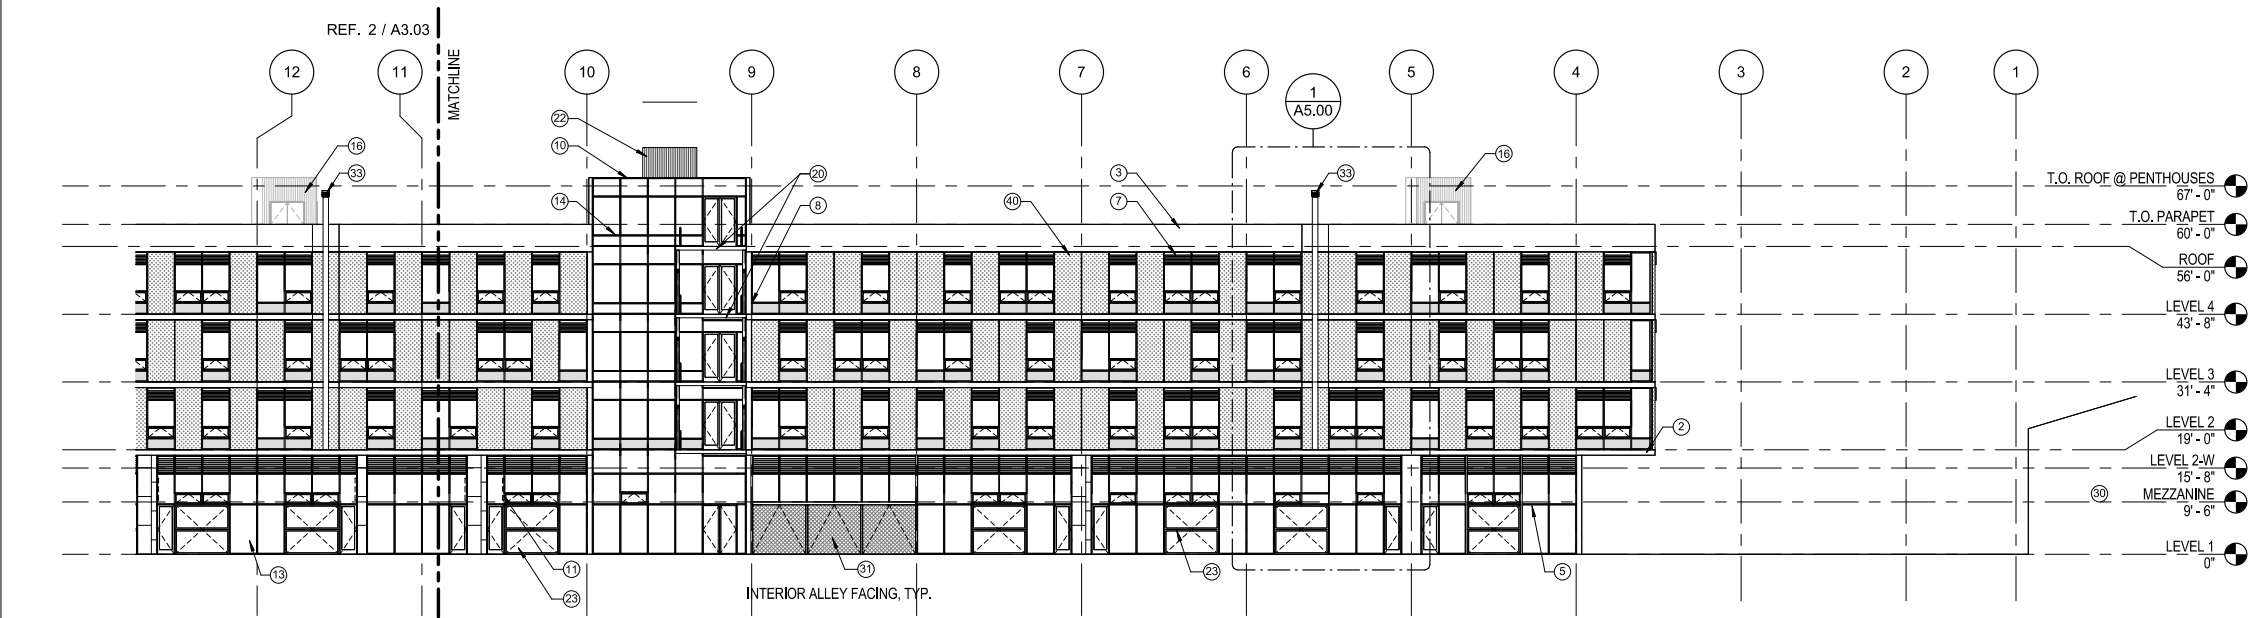 REF. 2 / A3.03
MATCHLINE
12
11
10
9
8
7
6
5
4
3
2
1
1
A5.00
22
10
16
33
20
14
8
3
40
7
33
16
T.O. ROOF @ PENTHOUSES
67' - 0"
T.O. PARAPET
60' - 0"
ROOF
56' - 0"
LEVEL 4
43' - 8"
LEVEL 3
31' - 4"
2
LEVEL 2
19' - 0"
LEVEL 2-W
15' - 8"
30
MEZZANINE
9' - 6"
LEVEL 1
0"
13
11
23
31
23
5
INTERIOR ALLEY FACING, TYP.